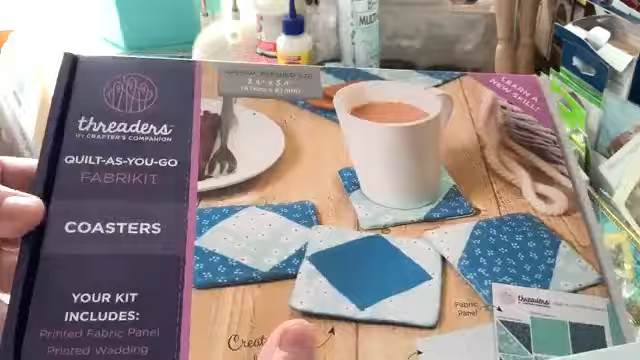 threaders
BY CRAFTER'S COMPANION
QUILT-AS-YOU-GO
FABRIKIT
COASTERS
YOUR KIT
INCLUDES:
Printed Fabric Panel
Printed Wadding
LEARN A
NEW SKILL!
Fabric
Panel
threaders
MULTI